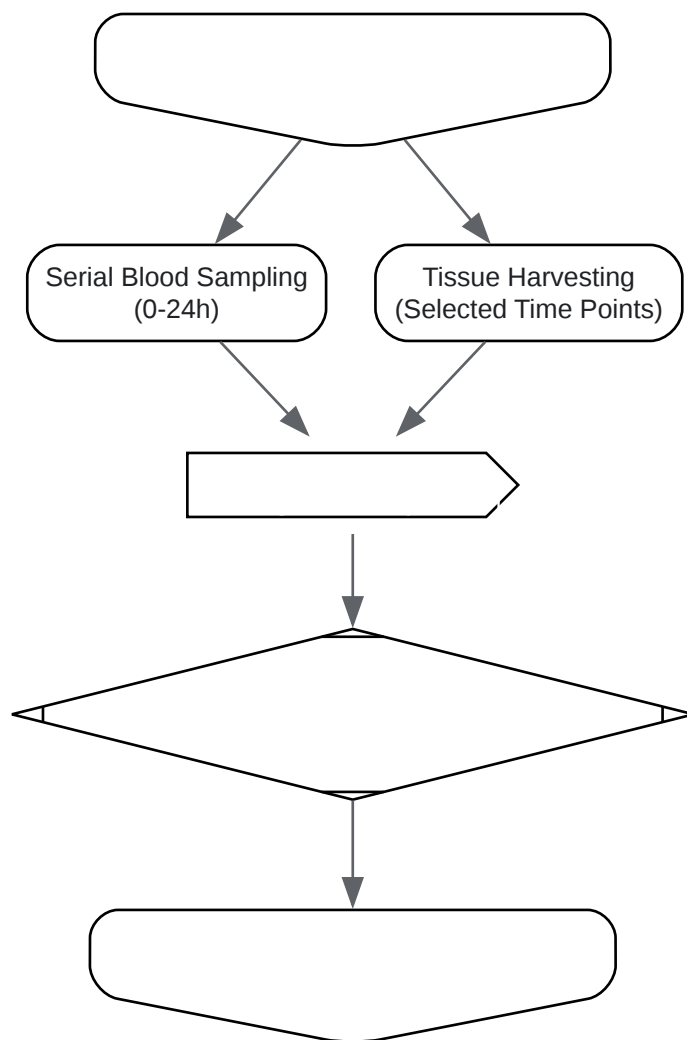 Serial Blood Sampling
(0-24h)
Tissue Harvesting
(Selected Time Points)